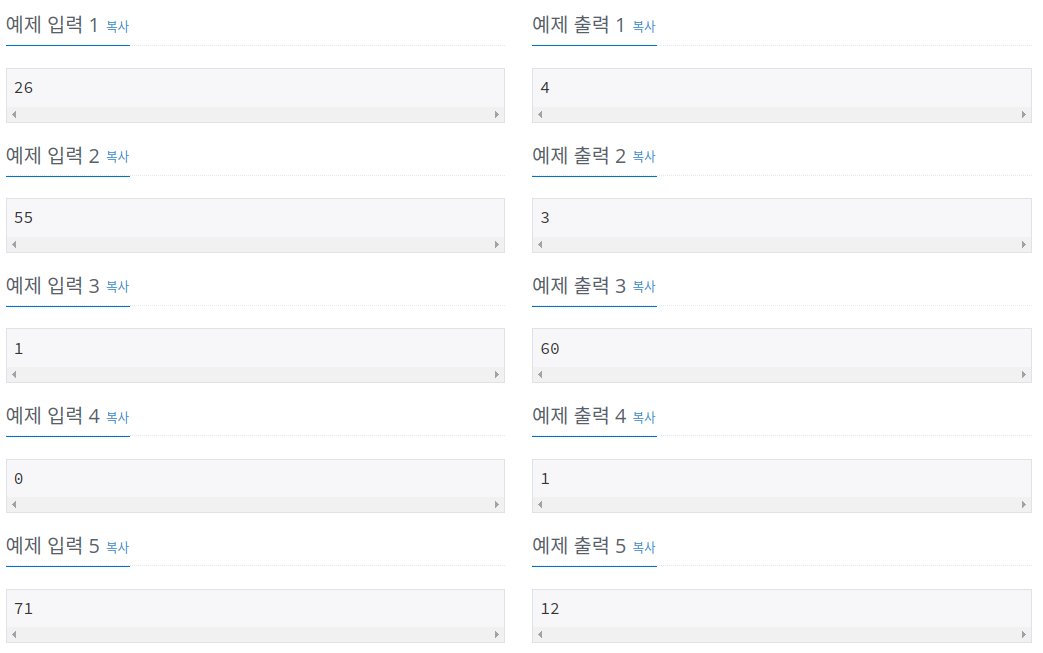 예제 입력 1 복사
예제 출력 1 복사
26
4
예제 입력 2 복사
예제 출력 2 복사
55
3
예제 입력 3 복사
예제 출력 3 복사
1
60
예제 입력 4 복사
예제 출력 4 복사
0
1
예제 입력 5 복사
예제 출력 5 복사
71
12